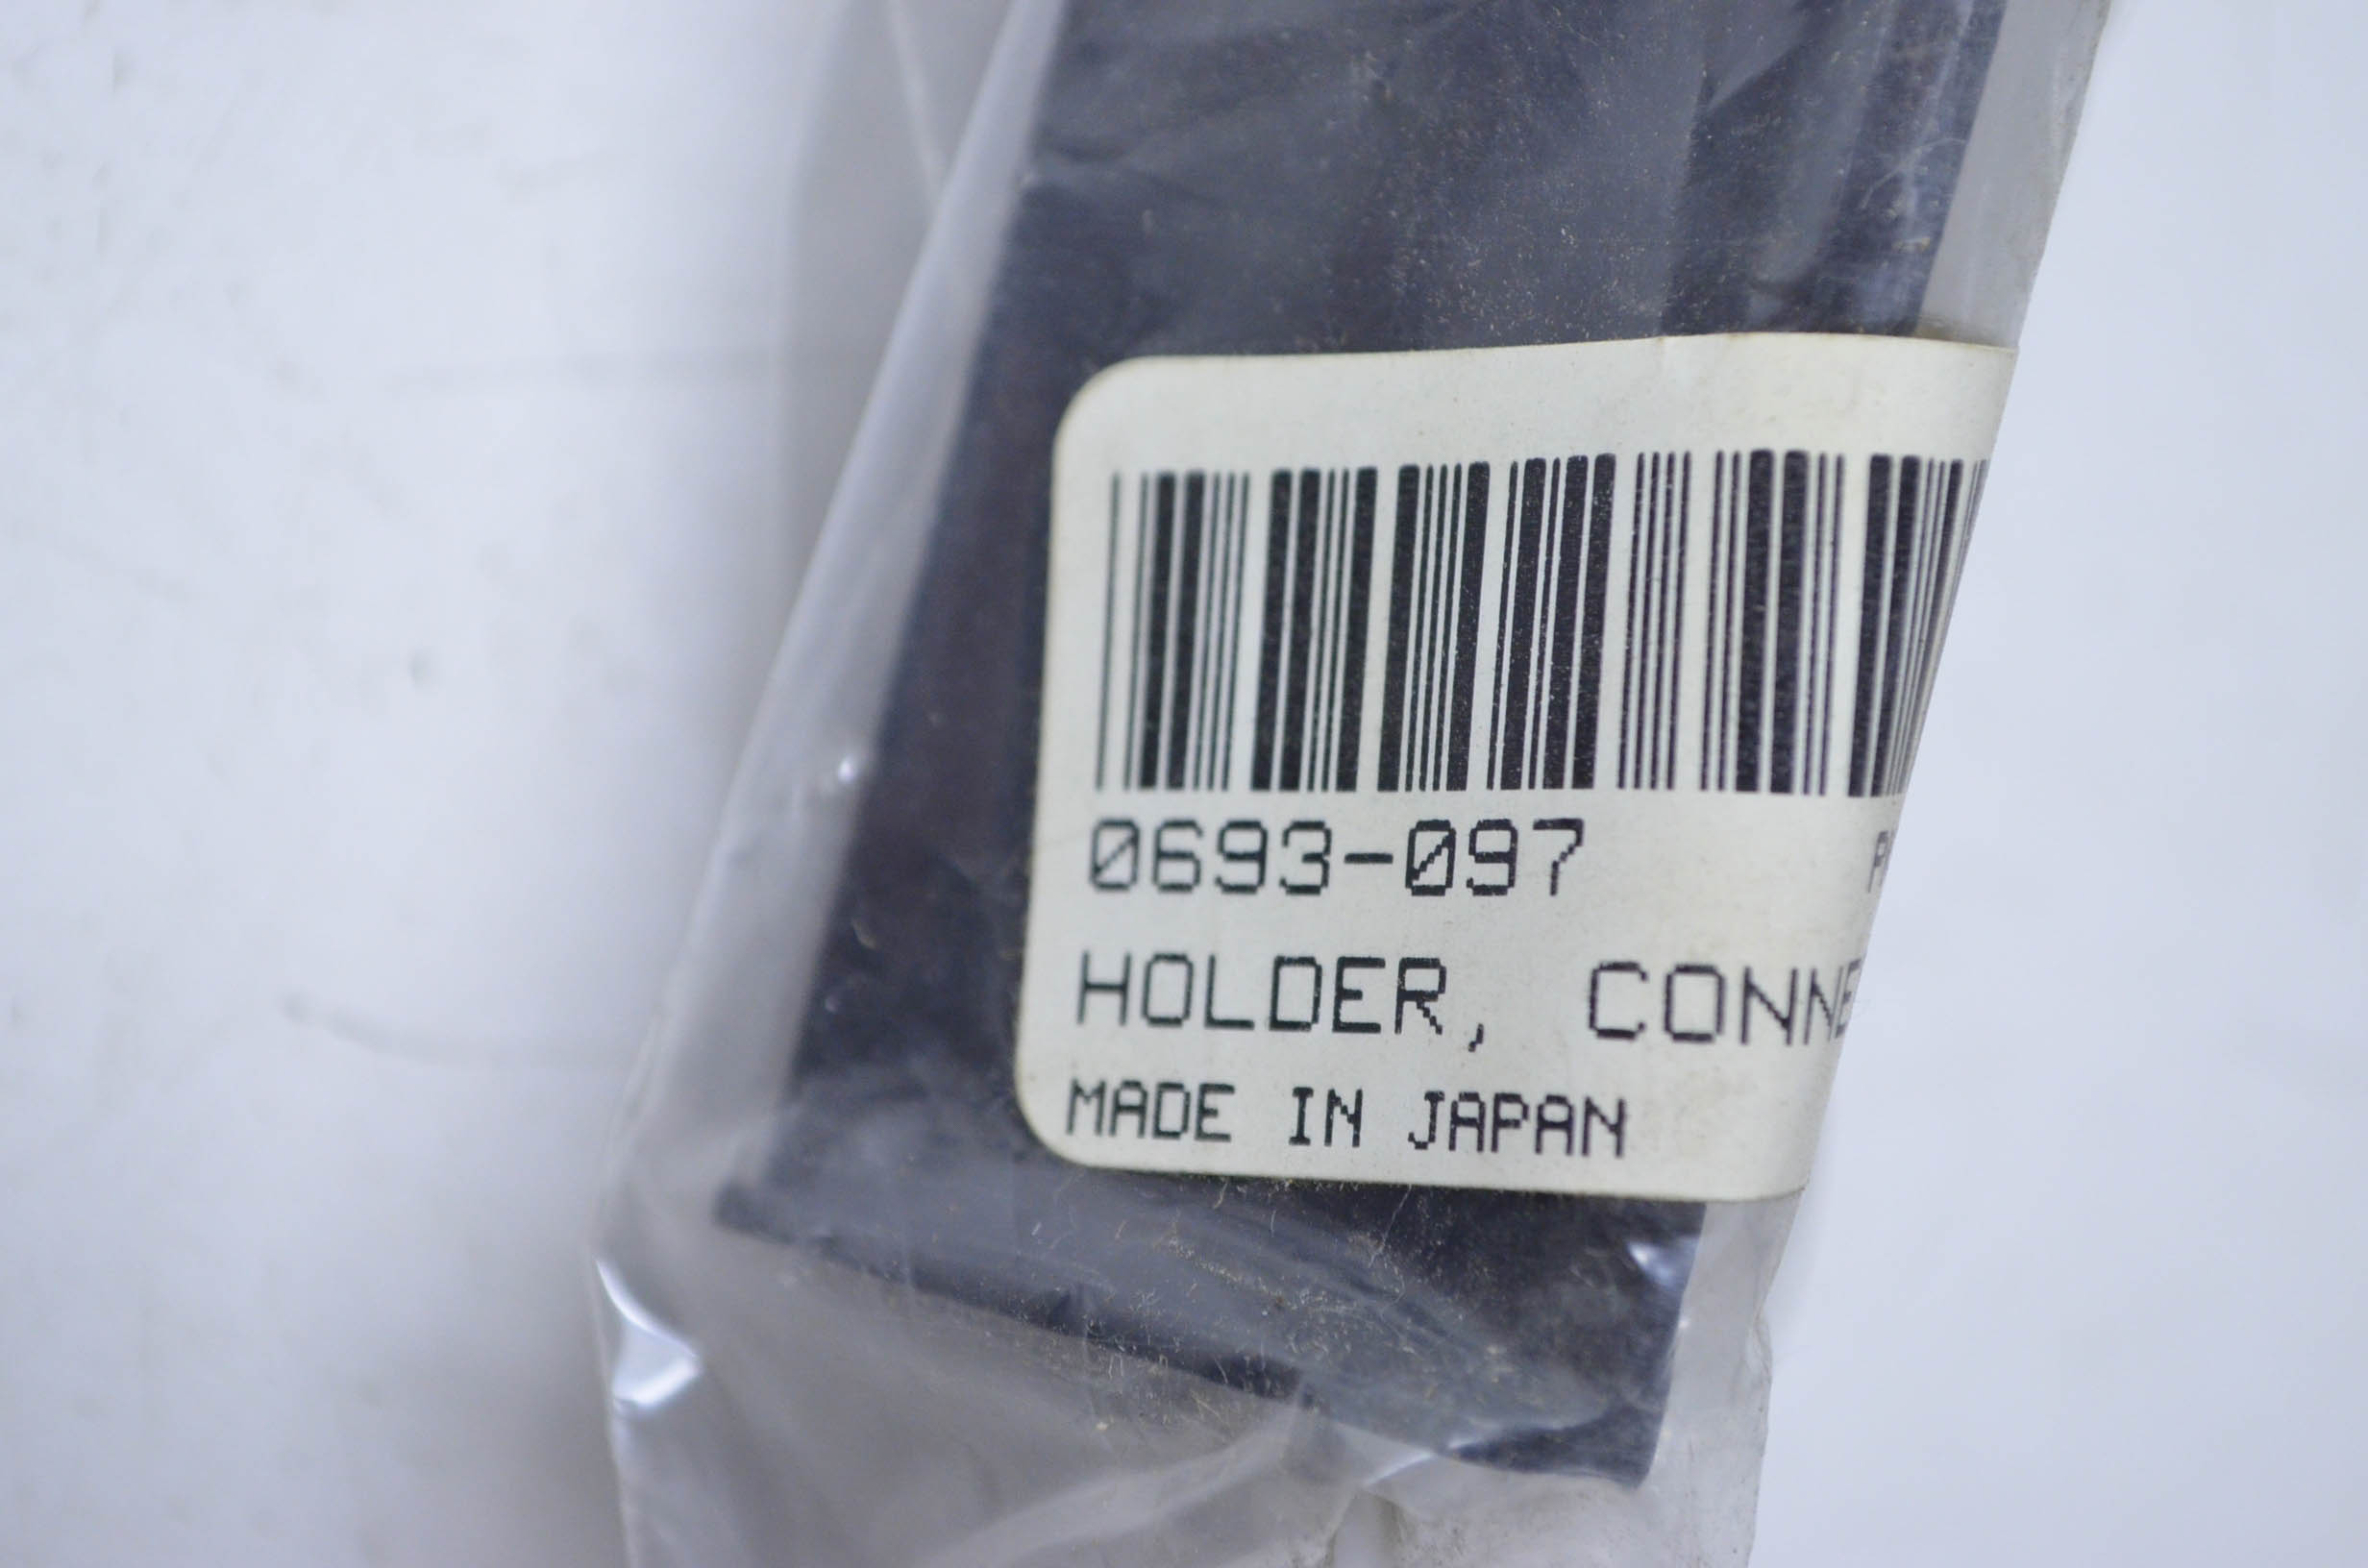 0693-097
HOLDER, CONNE
MADE IN JAPAN